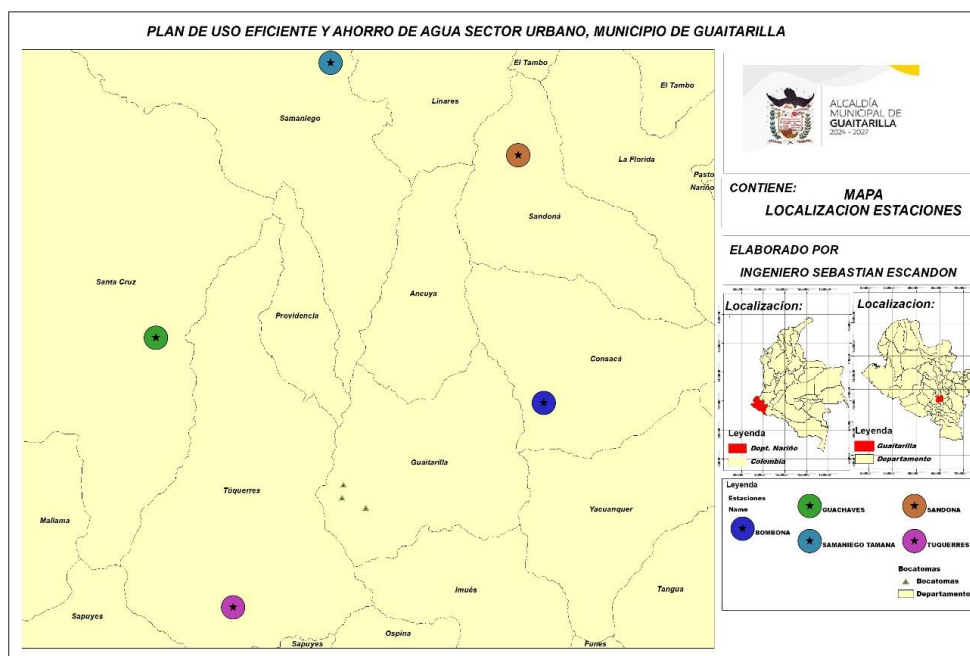 PLAN DE USO EFICIENTE Y AHORRO DE AGUA SECTOR URBANO, MUNICIPIO DE GUAITARILLA
El Tambo
El Tambo
Linares
Samaniego
La Florida
Pasto
Nariño
Sandoná
Santa Cruz
Ancuya
Providencia
Consacá
Guaitarilla
Túquerres
Yacuanquer
Mallama
Imués
Tangua
Sapuyes
Ospina
Sapuyes
Funes
ALCALDÍA
MUNICIPAL DE
GUAITARILLA
2024 - 2027
CONTIENE:
MAPA
LOCALIZACION ESTACIONES
ELABORADO POR
INGENIERO SEBASTIAN ESCANDON
Localizacion:
Leyenda
Dept. Nariño
Colombia
Localizacion:
Leyenda
Guaitarilla
Departamento
Leyenda
Estaciones
Name
BOMBONA
GUACHAVES
SAMANIEGO TAMANA
SANDONA
TUQUERRES
Bocatomas
Bocatomas
Departamento